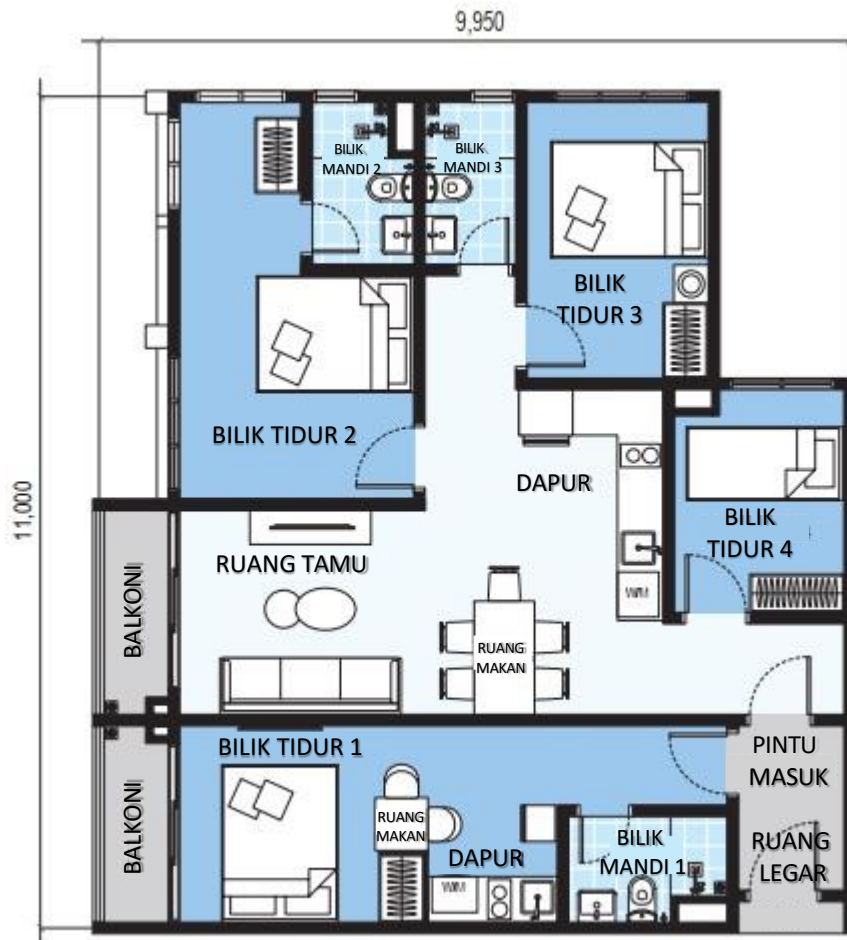 9,950
BILIK
MANDI 2
BILIK
MANDI 3
BILIK
TIDUR 3
BILIK TIDUR 2
DAPUR
BILIK
TIDUR 4
11,000
RUANG TAMU
BALKONI
WM
RUANG
MAKAN
BILIK TIDUR 1
PINTU
MASUK
BALKONI
RUANG
MAKAN
DAPUR
BILIK
MANDI 1
RUANG
LEGAR
WM